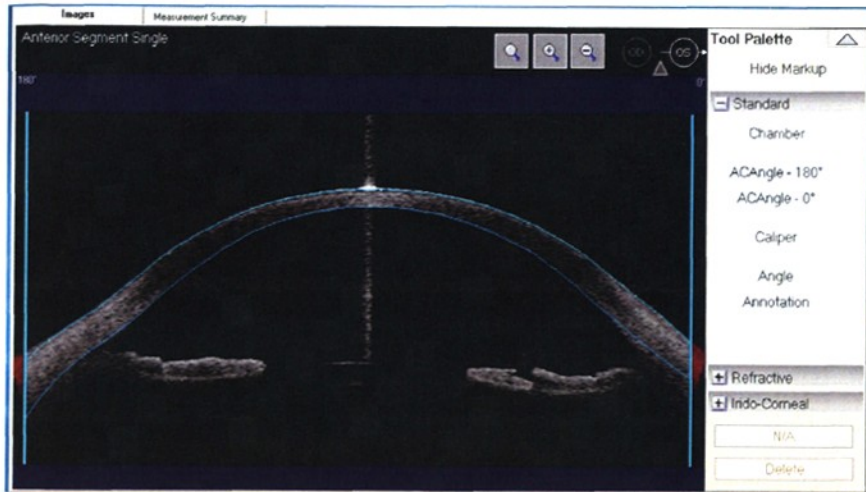 Images
Measurement Summary
Anterior Segment Single
OD
OS
180°
0°
Tool Palette
Hide Markup
Standard
Chamber
ACAngle - 180°
ACAngle - 0°
Caliper
Angle
Annotation
Refractive
Irido-Corneal
N/A
Delete